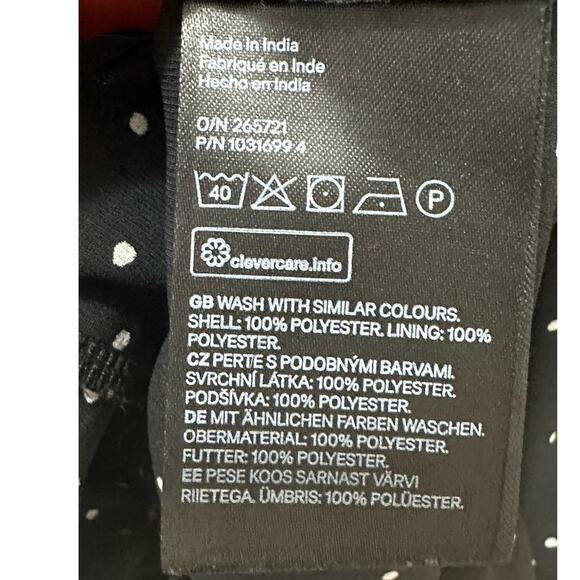 Made in India
Fabriqué en Inde
Hecho en India
O/N 265721
P/N 1031699 4
40
P
clevercare.info
GB WASH WITH SIMILAR COLOURS.
SHELL: 100% POLYESTER. LINING: 100%
POLYESTER.
CZ PERTE S PODOBNÝMI BARVAMI.
SVRCHNÍ LÁTKA: 100% POLYESTER.
PODŠÍVKA: 100% POLYESTER.
DE MIT ÄHNLICHEN FARBEN WASCHEN.
OBERMATERIAL: 100% POLYESTER.
FUTTER: 100% POLYESTER.
EE PESE KOOS SARNAST VÄRVI
RIIETEGA. ÜMBRIS: 100% POLÜESTER.